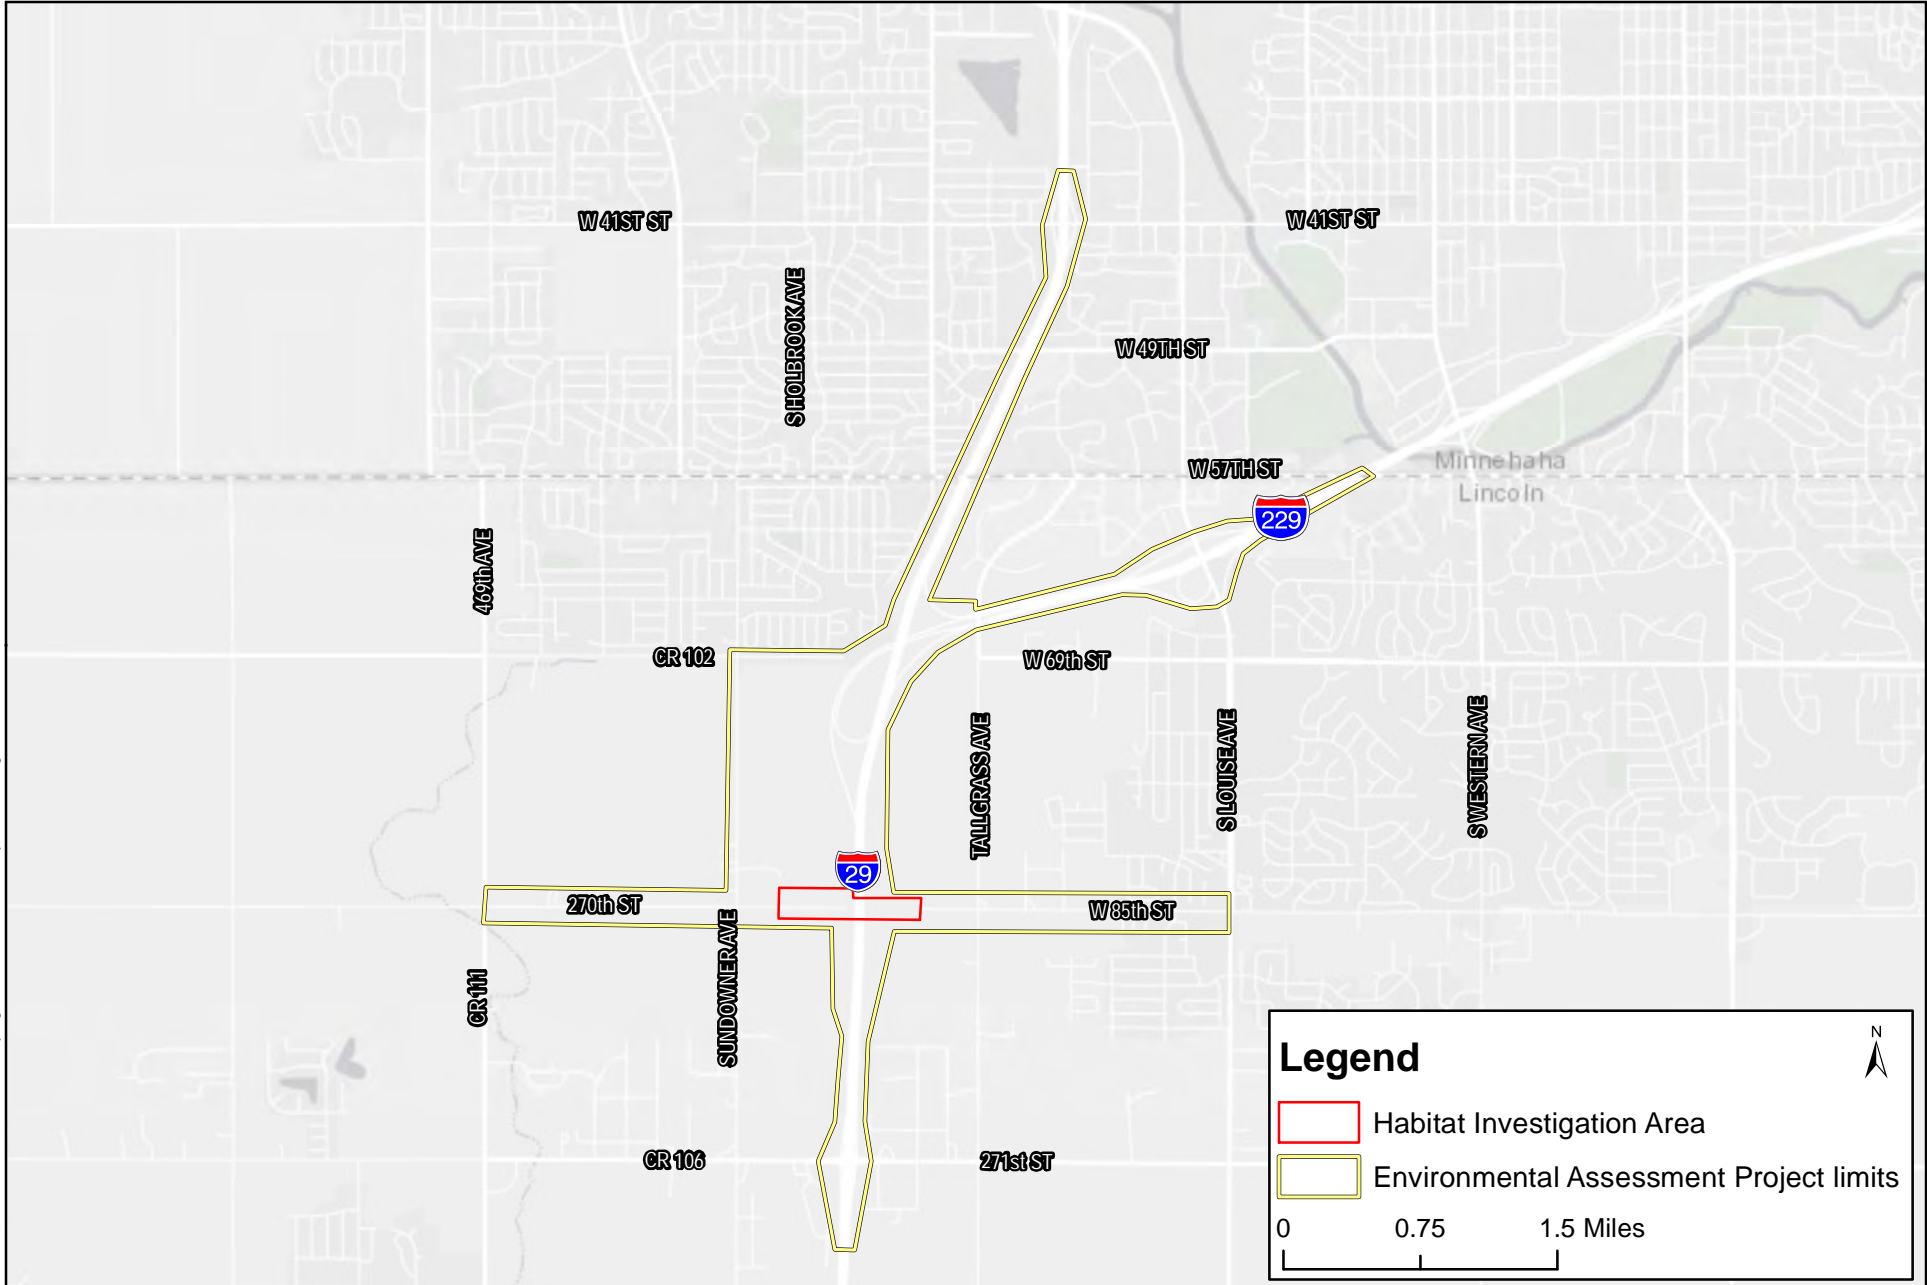 W 41ST ST
W 41ST ST
S HOLBROOK AVE
W 49TH ST
W 57TH ST
Minnehaha
Lincoln
229
469th AVE
CR 102
W 69th ST
TALLGRASS AVE
S LOUISE AVE
S WESTERN AVE
29
270th ST
W 85th ST
SUNDOWNER AVE
CR 111
CR 106
271st ST
Legend
N
Habitat Investigation Area
Environmental Assessment Project limits
0 0.75 1.5 Miles